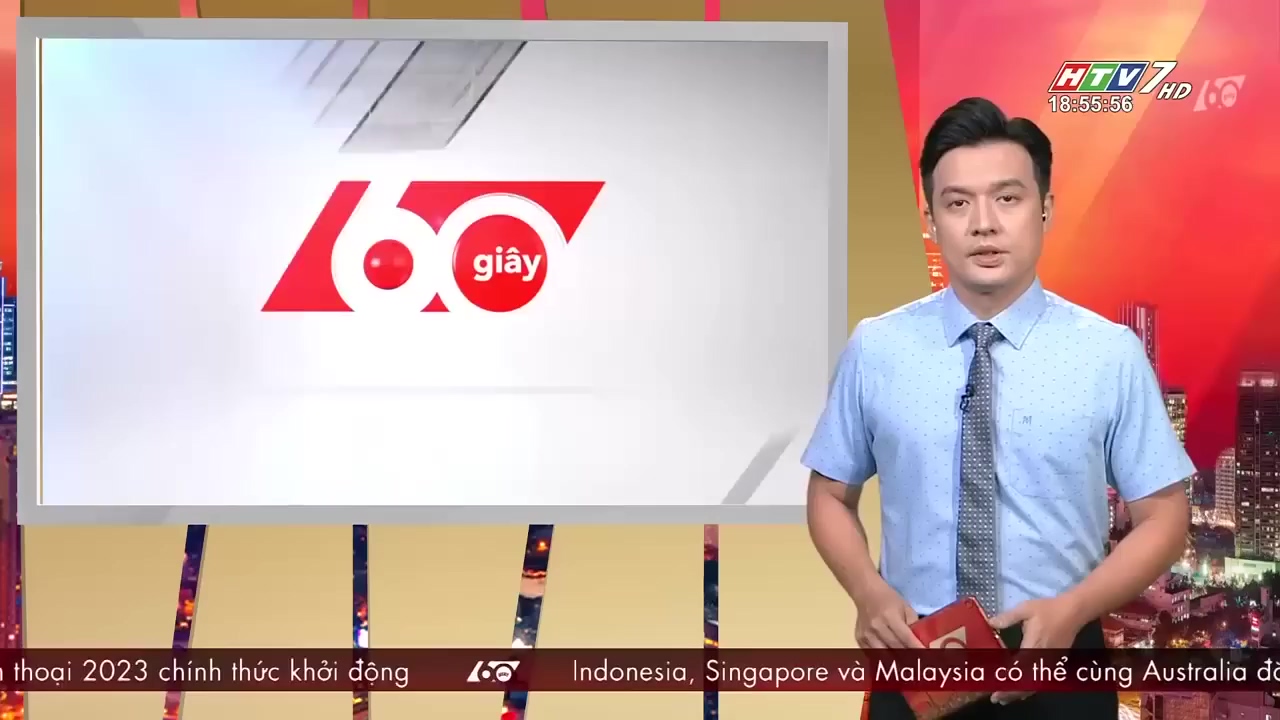 HTV7 HD
18:55:56
60
giây
thoại 2023 chính thức khởi động 60 Indonesia, Singapore và Malaysia có thể cùng Australia